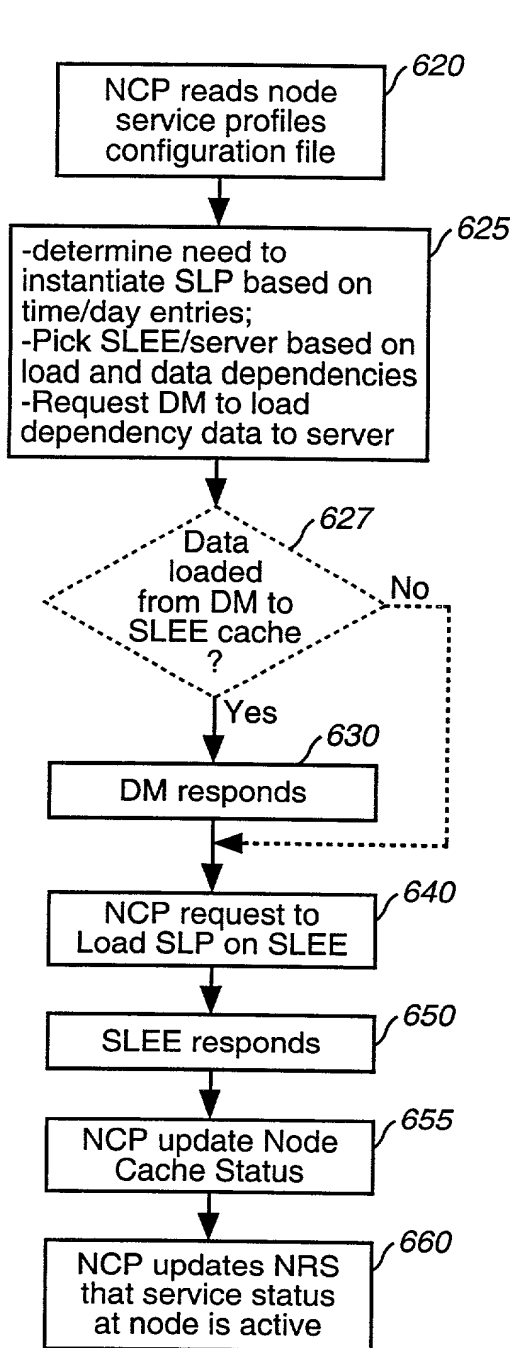 620
NCP reads node
service profiles
configuration file
625
-determine need to
instantiate SLP based on
time/day entries;
-Pick SLEE/server based on
load and data dependencies
-Request DM to load
dependency data to server
627
Data
loaded
from DM to
SLEE cache
?
No
Yes
630
DM responds
640
NCP request to
Load SLP on SLEE
650
SLEE responds
655
NCP update Node
Cache Status
660
NCP updates NRS
that service status
at node is active